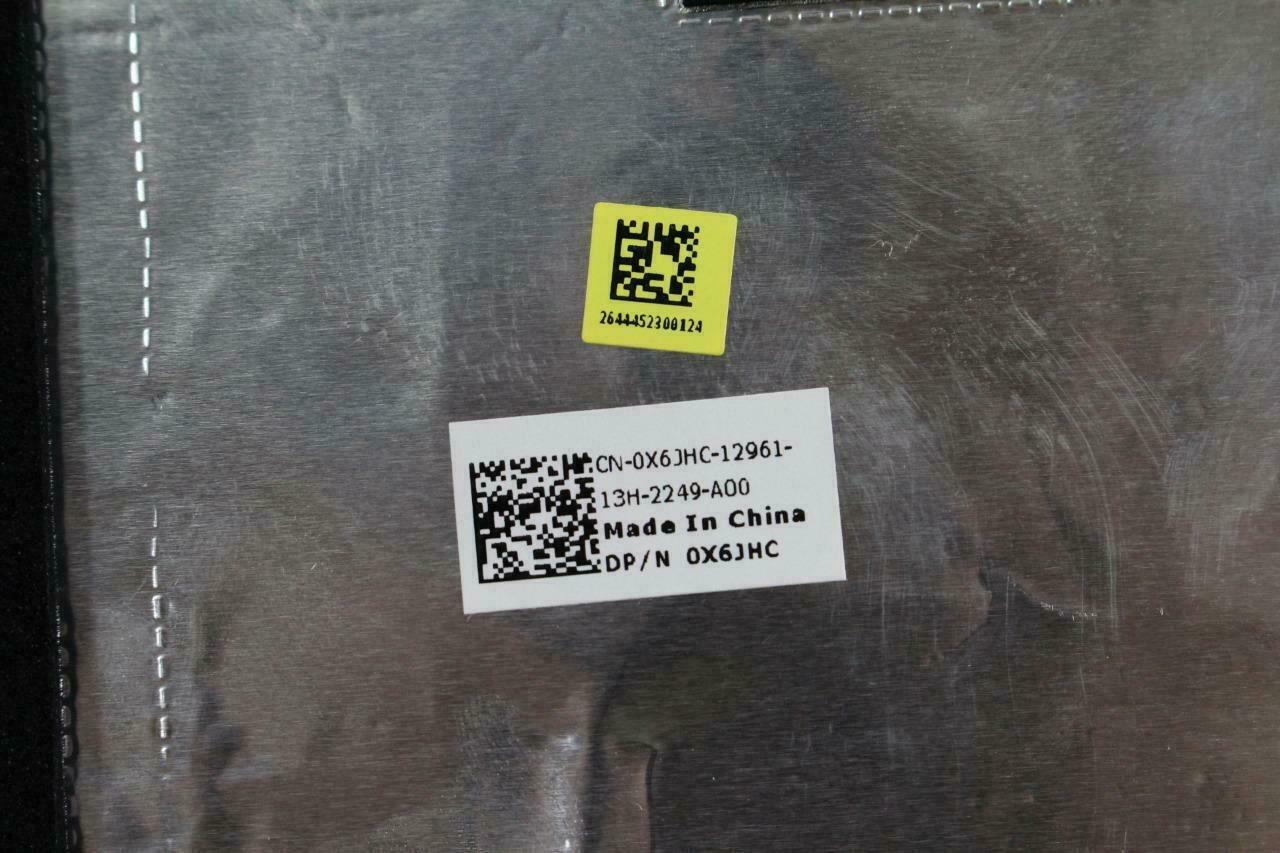 2644452300124
CN-0X6JHC-12961-
13H-2249-A00
Made In China
DP/N 0X6JHC